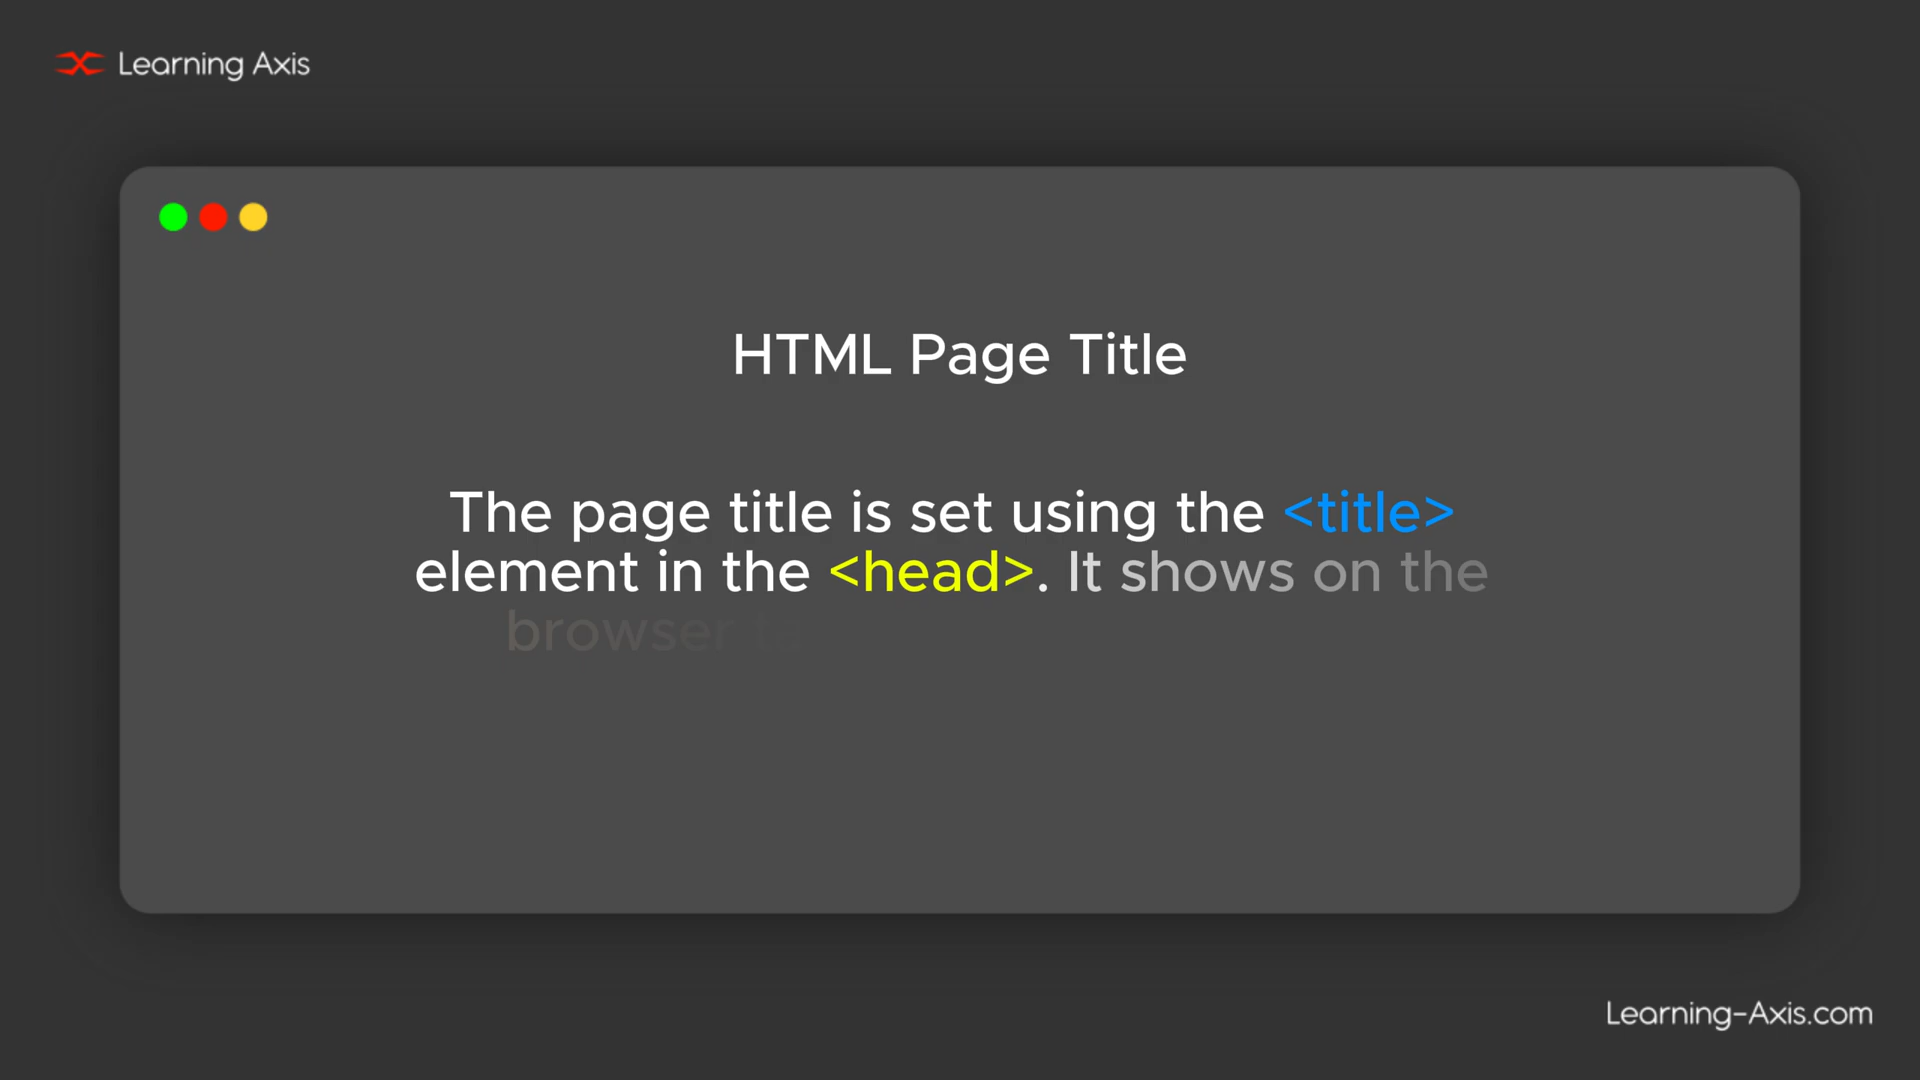 Learning Axis
HTML Page Title
The page title is set using the <title>
element in the <head>. It shows on the
browser
Learning-Axis.com